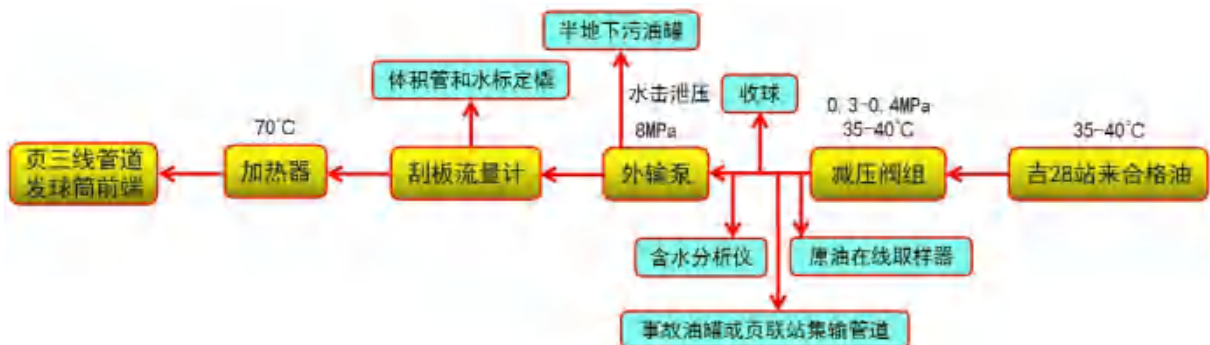 半地下污油罐
体积管和水标定橇
水击泄压
收球
0.3-0.4MPa
70℃
8MPa
35-40℃
35-40℃
页三线管道
发球筒前端
加热器
刮板流量计
外输泵
减压阀组
吉28站来合格油
含水分析仪
原油在线取样器
事故油罐或页联站集输管道